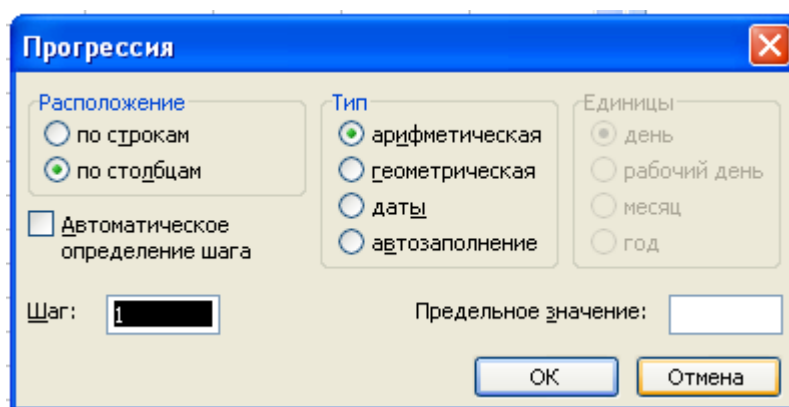 Прогрессия
Расположение
по строкам
по столбцам
Автоматическое
определение шага
Тип
арифметическая
геометрическая
даты
автозаполнение
Единицы
день
рабочий день
месяц
год
Шаг: 1
Предельное значение:
ОК
Отмена